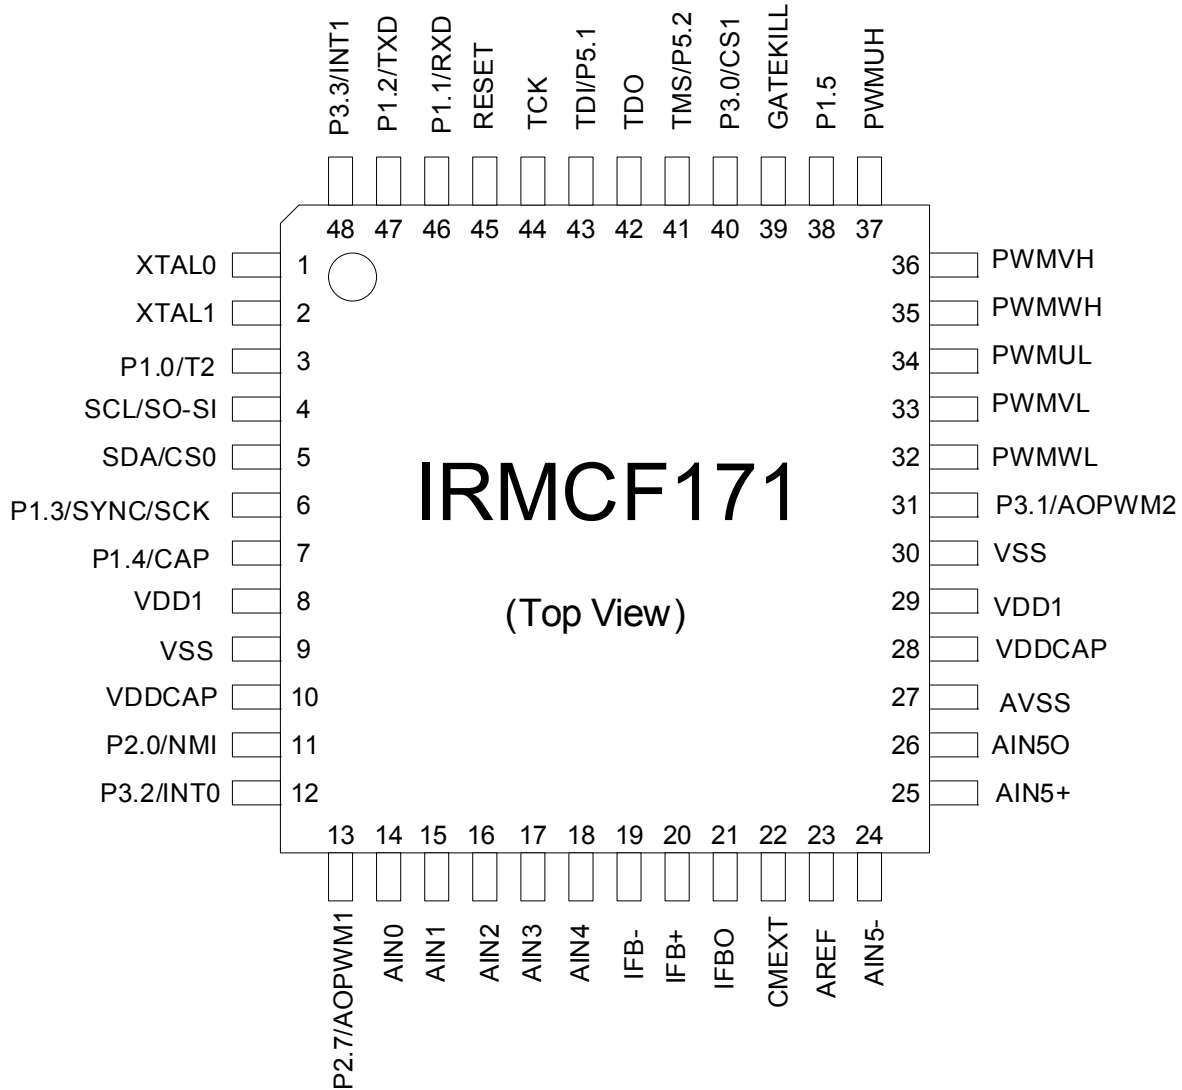 P3.3/INT1
P1.2/TXD
P1.1/RXD
RESET
TCK
TDI/P5.1
TDO
TMS/P5.2
P3.0/CS1
GATEKILL
P1.5
PWMUH
48 47 46 45 44 43 42 41 40 39 38 37
XTAL0 1
36 PWMVH
XTAL1 2
35 PWMWH
P1.0/T2 3
34 PWMUL
SCL/SO-SI 4
33 PWMVL
SDA/CS0 5
32 PWMWL
P1.3/SYNC/SCK 6
31 P3.1/AOPWM2
P1.4/CAP 7
30 VSS
VDD1 8
29 VDD1
VSS 9
28 VDDCAP
VDDCAP 10
27 AVSS
P2.0/NMI 11
26 AIN5O
P3.2/INT0 12
25 AIN5+
IRMCF171
(Top View)
13 14 15 16 17 18 19 20 21 22 23 24
P2.7/AOPWM1
AIN0
AIN1
AIN2
AIN3
AIN4
IFB-
IFB+
IFBO
CMEXT
AREF
AIN5-